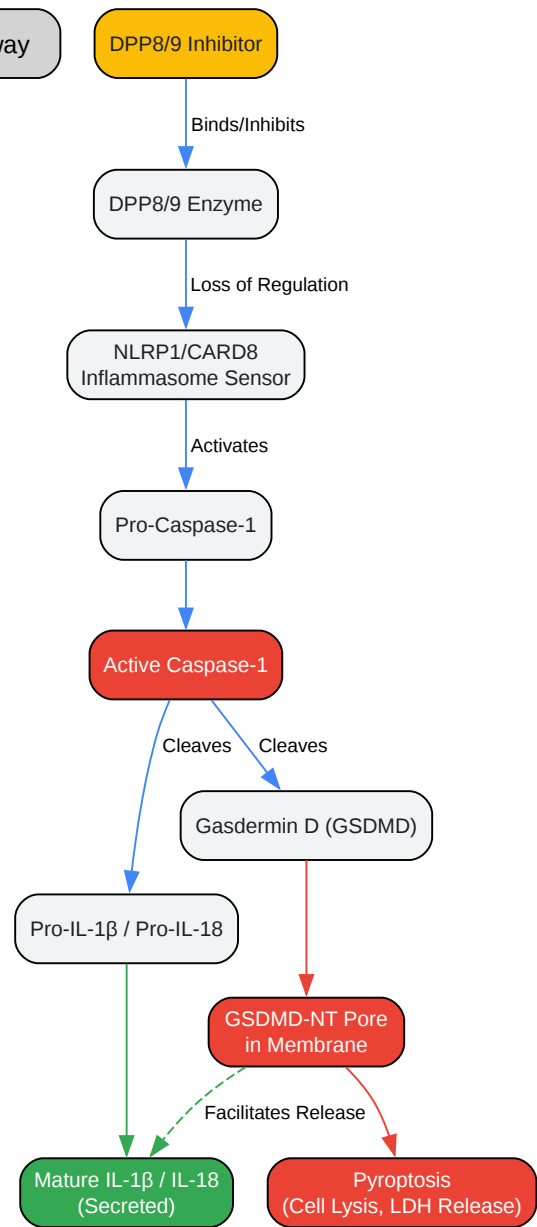 DPP8/9 Inhibitor
Binds/Inhibits
DPP8/9 Enzyme
Loss of Regulation
NLRP1/CARD8
Inflammasome Sensor
Activates
Pro-Caspase-1
Active Caspase-1
Cleaves
Cleaves
Gasdermin D (GSDMD)
Pro-IL-1β / Pro-IL-18
GSDMD-NT Pore
in Membrane
Facilitates Release
Mature IL-1β / IL-18
(Secreted)
Pyroptosis
(Cell Lysis, LDH Release)